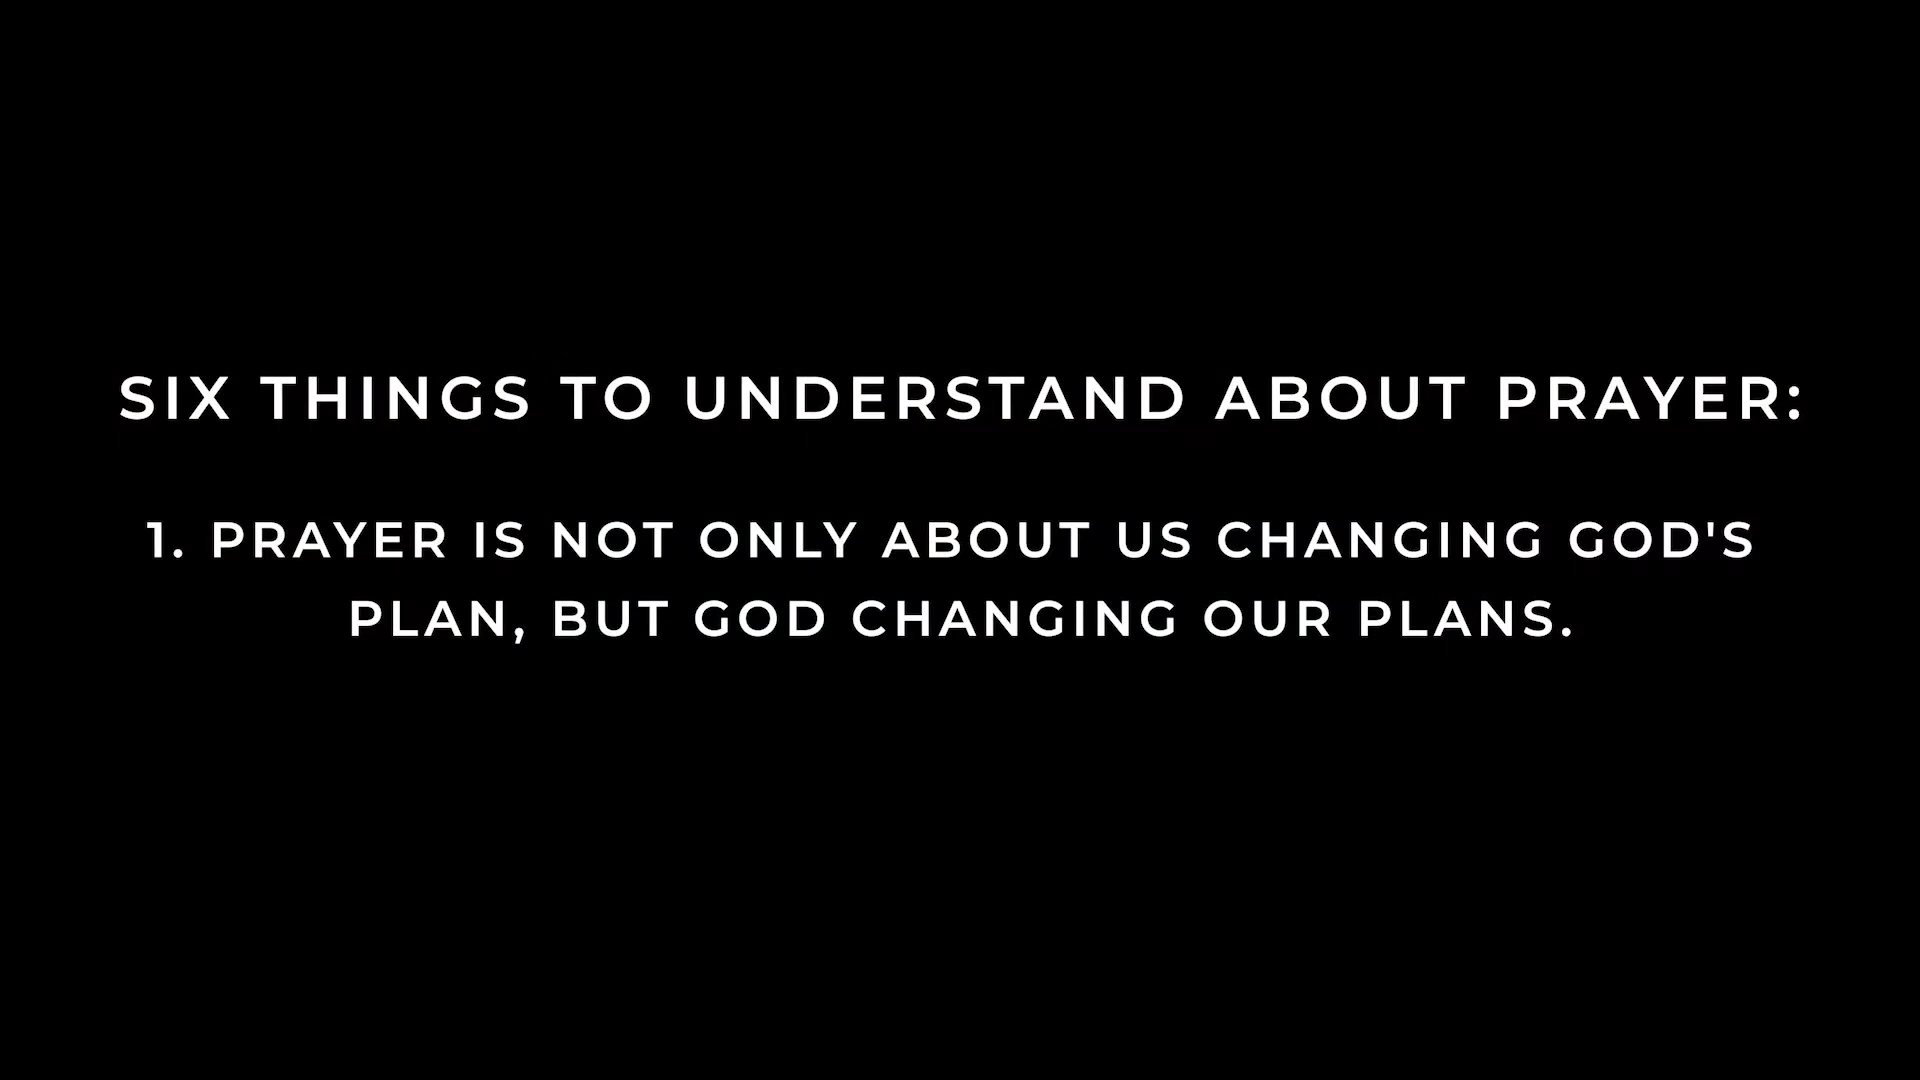 SIX THINGS TO UNDERSTAND ABOUT PRAYER:
1. PRAYER IS NOT ONLY ABOUT US CHANGING GOD'S
PLAN, BUT GOD CHANGING OUR PLANS.